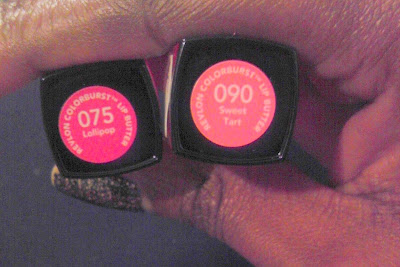 REVLON COLORBURST™ LIP BUTTER
075
Lollipop
REVLON COLORBURST™ LIP BUTTER
090
Sweet
Tart